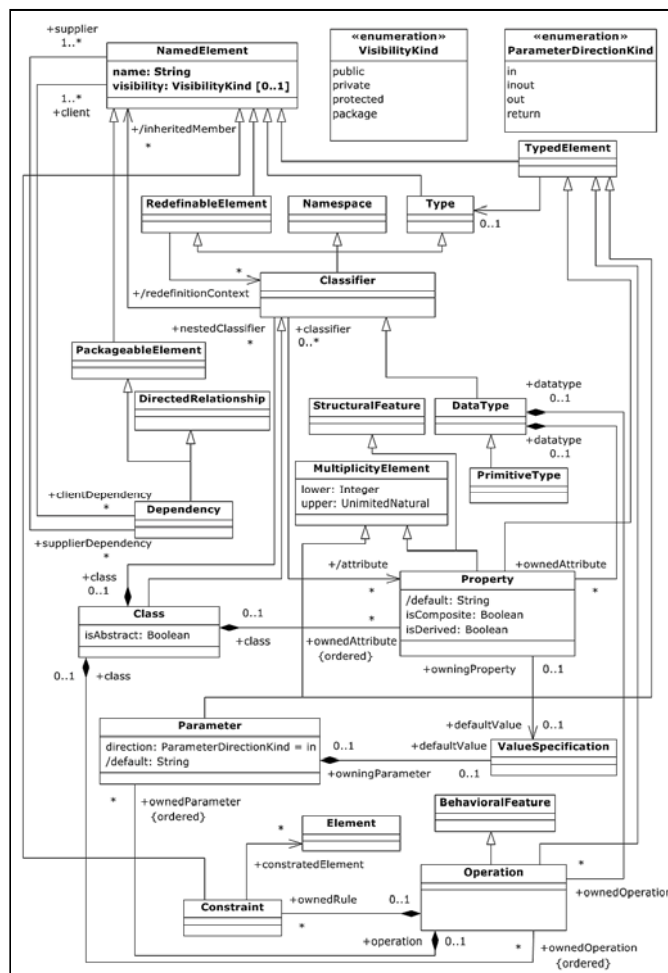 +supplier
1..*
NamedElement
name: String
visibility: VisibilityKind [0..1]
«enumeration»
VisibilityKind
public
private
protected
package
«enumeration»
ParameterDirectionKind
in
inout
out
return
1..*
+client
+/inheritedMember
*
TypedElement
RedefinableElement
Namespace
Type
0..1
*
Classifier
+/redefinitionContext
+nestedClassifier
*
+classifier
0..*
PackageableElement
DirectedRelationship
StructuralFeature
DataType
+datatype
0..1
+datatype
0..1
MultiplicityElement
lower: Integer
upper: UnimitedNatural
PrimitiveType
+clientDependency
*
Dependency
+supplierDependency
*
+class
0..1
+/attribute
*
+ownedAttribute
*
Property
/default: String
isComposite: Boolean
isDerived: Boolean
Class
isAbstract: Boolean
0..1
+class
*
+ownedAttribute
{ordered}
0..1
+class
+owningProperty
0..1
+defaultValue
0..1
Parameter
direction: ParameterDirectionKind = in
/default: String
0..1
+owningParameter
+defaultValue
0..1
ValueSpecification
*
+ownedParameter
{ordered}
Element
*
+constratedElement
BehavioralFeature
Operation
*
+ownedOperation
Constraint
+ownedRule
*
0..1
+operation
0..1
*
+ownedOperation
{ordered}